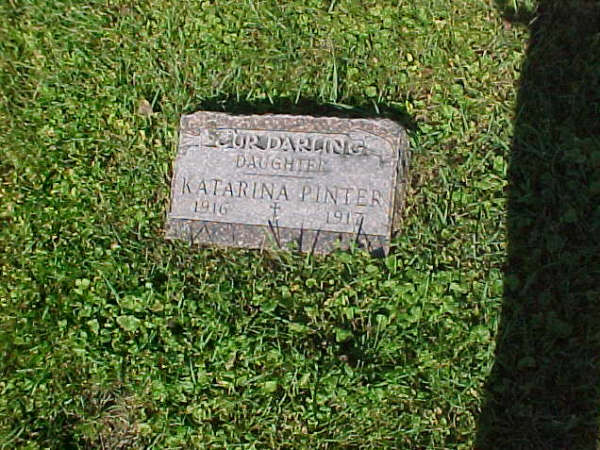 OUR DARLING
DAUGHTER
KATARINA PINTER
1916 1917